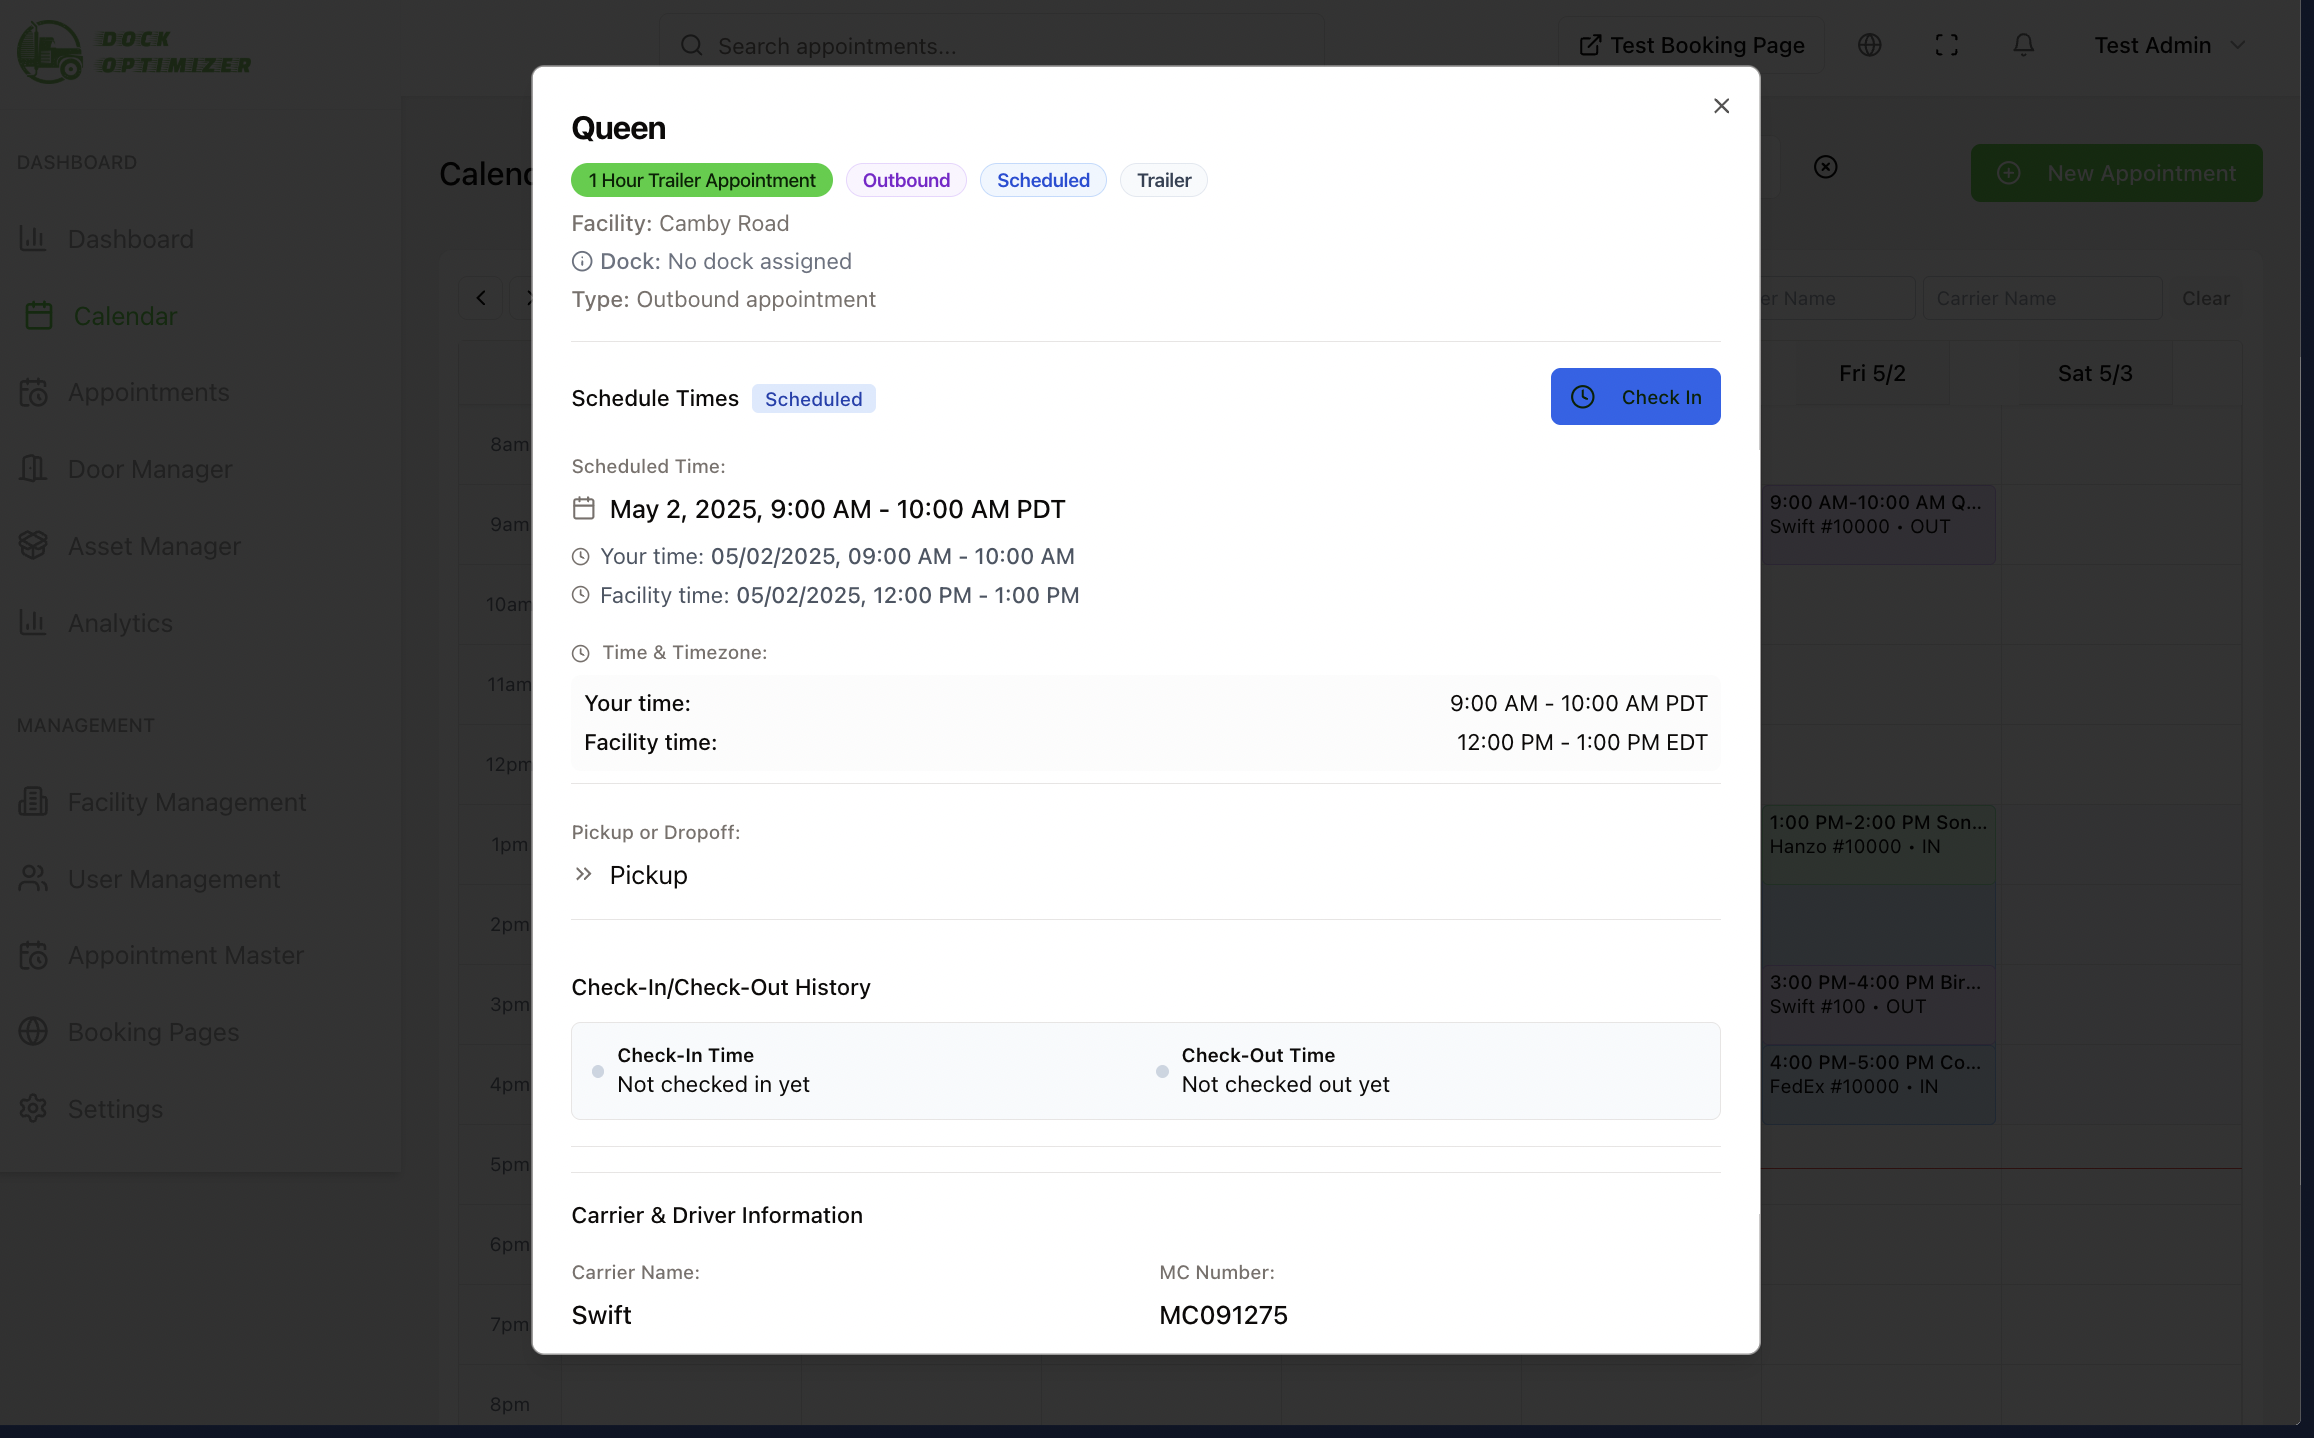 DOCK
OPTIMIZER
Search appointments...
Test Booking Page
Test Admin
DASHBOARD
Dashboard
Calendar
Appointments
Door Manager
Asset Manager
Analytics
MANAGEMENT
Facility Management
User Management
Appointment Master
Booking Pages
Settings
Calend
New Appointment
er Name
Carrier Name
Clear
Fri 5/2
Sat 5/3
8am
9am
10am
11am
12pm
1pm
2pm
3pm
4pm
5pm
6pm
7pm
8pm
9:00 AM-10:00 AM Q...
Swift #10000 • OUT
1:00 PM-2:00 PM Son...
Hanzo #10000 • IN
3:00 PM-4:00 PM Bir...
Swift #100 • OUT
4:00 PM-5:00 PM Co...
FedEx #10000 • IN
Queen
1 Hour Trailer Appointment
Outbound
Scheduled
Trailer
Facility: Camby Road
Dock: No dock assigned
Type: Outbound appointment
Schedule Times
Scheduled
Check In
Scheduled Time:
May 2, 2025, 9:00 AM - 10:00 AM PDT
Your time: 05/02/2025, 09:00 AM - 10:00 AM
Facility time: 05/02/2025, 12:00 PM - 1:00 PM
Time & Timezone:
Your time: 9:00 AM - 10:00 AM PDT
Facility time: 12:00 PM - 1:00 PM EDT
Pickup or Dropoff:
Pickup
Check-In/Check-Out History
Check-In Time
Not checked in yet
Check-Out Time
Not checked out yet
Carrier & Driver Information
Carrier Name:
Swift
MC Number:
MC091275